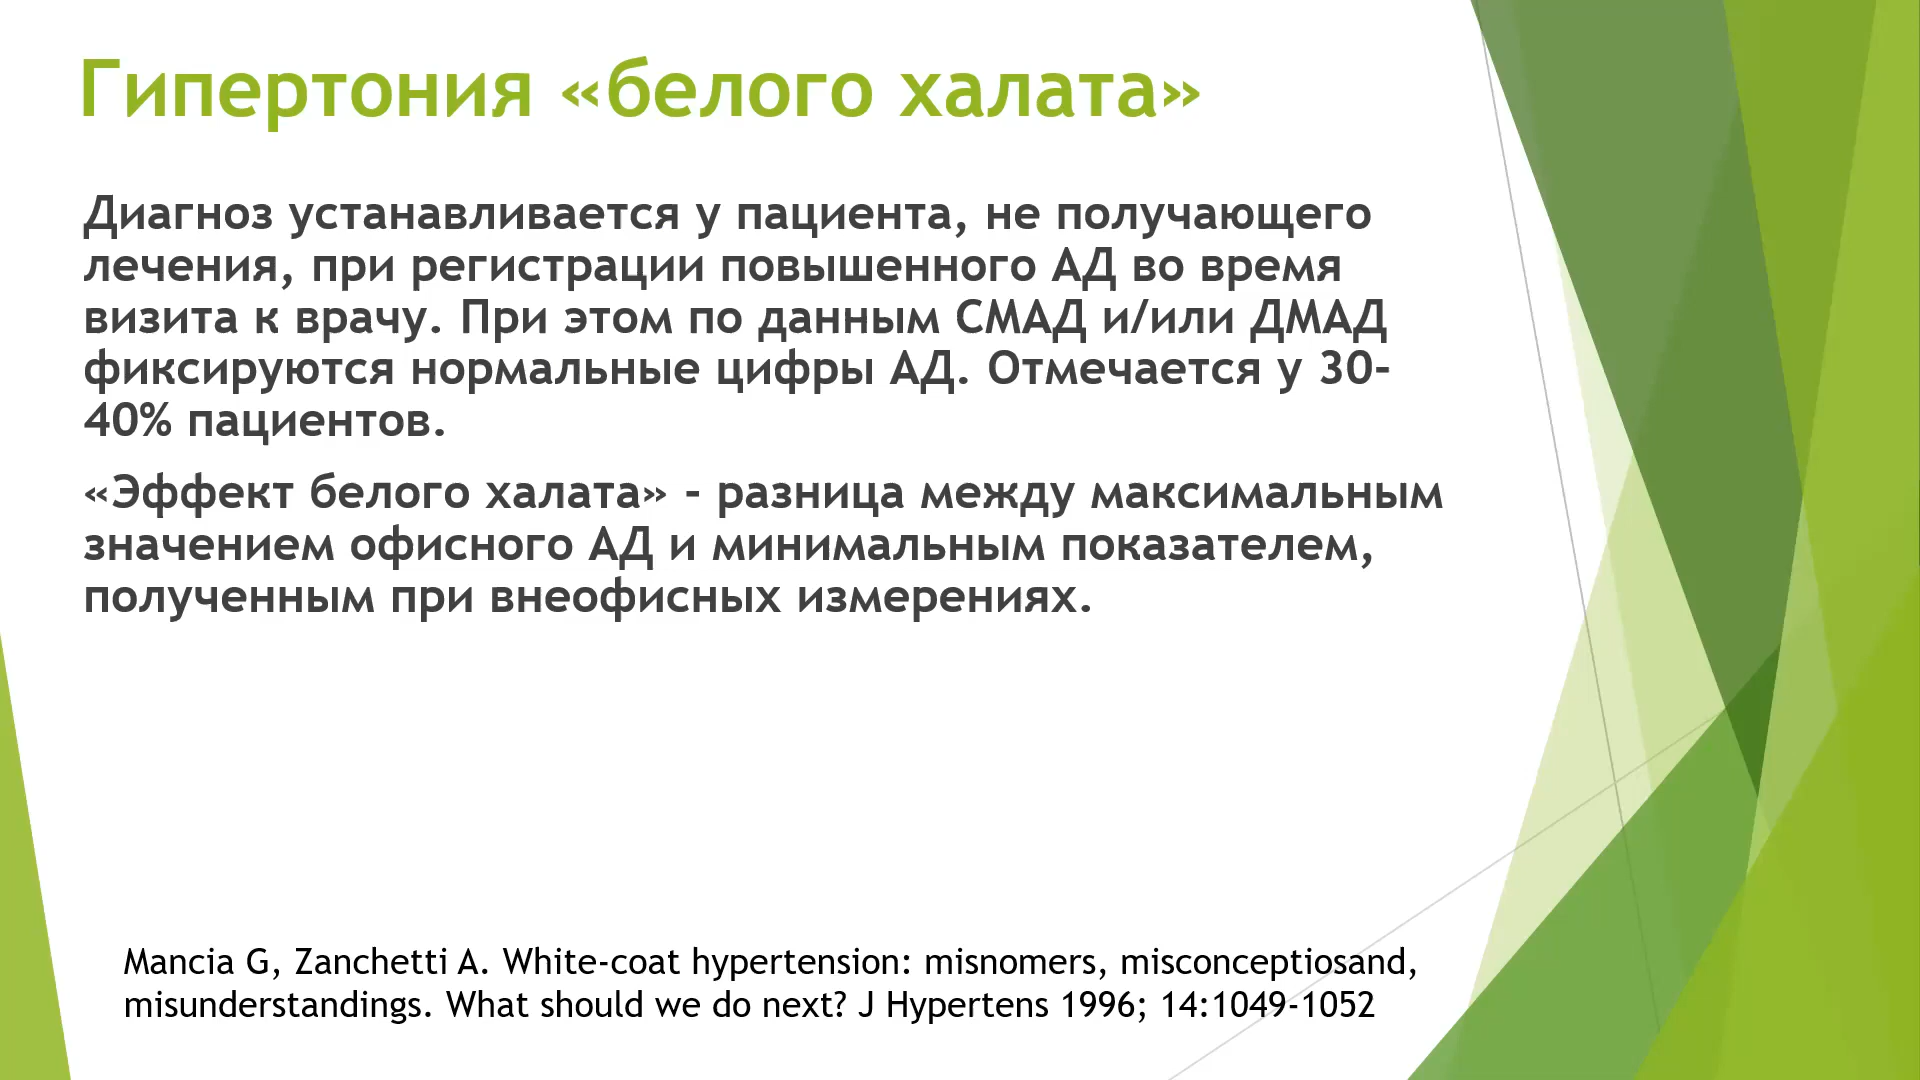 Гипертония «белого халата»
Диагноз устанавливается у пациента, не получающего
лечения, при регистрации повышенного АД во время
визита к врачу. При этом по данным СМАД и/или ДМАД
фиксируются нормальные цифры АД. Отмечается у 30-
40% пациентов.
«Эффект белого халата» - разница между максимальным
значением офисного АД и минимальным показателем,
полученным при внеофисных измерениях.
Mancia G, Zanchetti A. White-coat hypertension: misnomers, misconceptiosand,
misunderstandings. What should we do next? J Hypertens 1996; 14:1049-1052